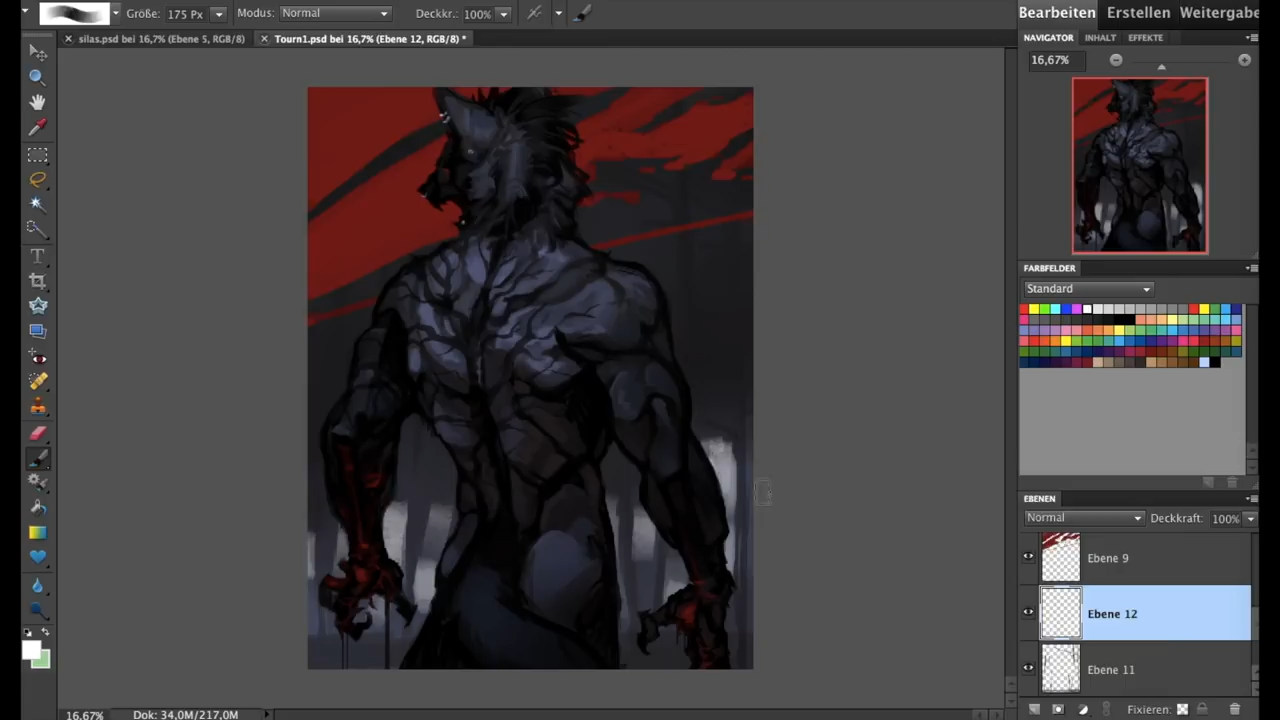 Größe: 175 Px Modus: Normal Deckkr.: 100%
Bearbeiten Erstellen Weitergabe
silas.psd bei 16,7% (Ebene 5, RGB/8) Tourn1.psd bei 16,7% (Ebene 12, RGB/8) *
NAVIGATOR INHALT EFFEKTE
16,67%
FARBFELDER
Standard
EBENEN
Normal Deckkraft: 100%
Ebene 9
Ebene 12
Ebene 11
Fixieren:
16,67% Dok: 34,0M/217,0M